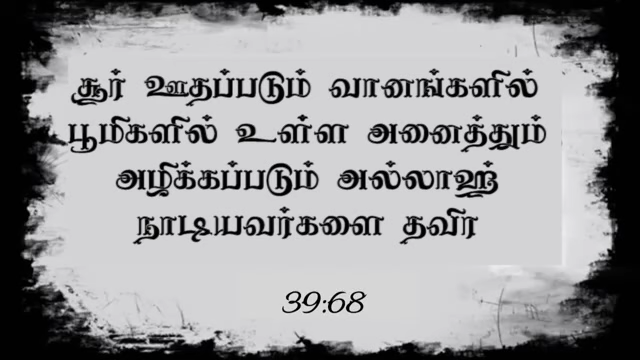 சூர் ஊதப்படும் வானங்களில்
பூமிகளில் உள்ள அனைத்தும்
அழிக்கப்படும் அல்லாஹ்
நாடியவர்களை தவிர
39:68